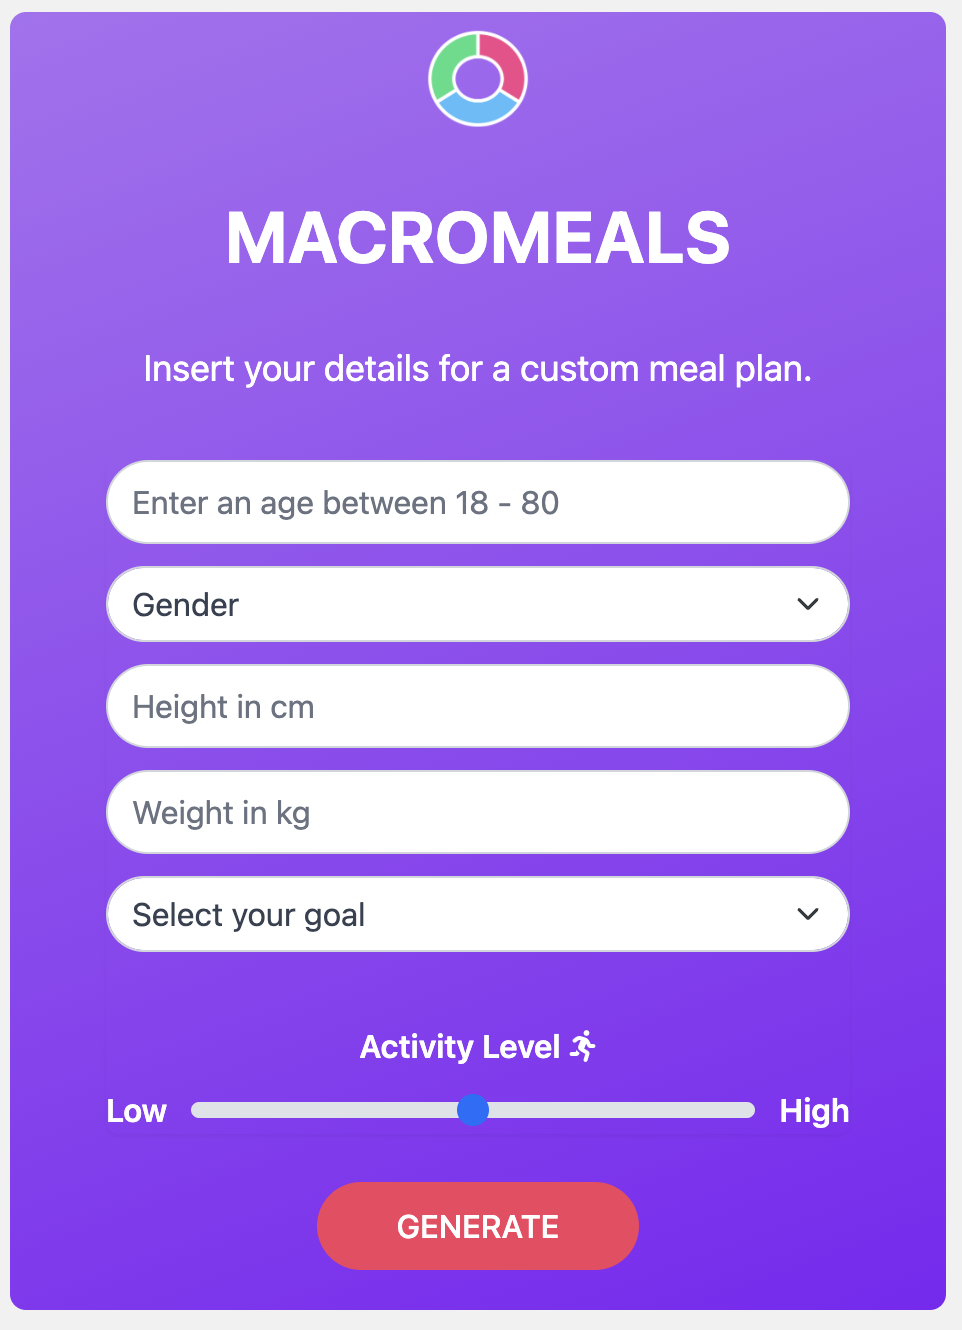 MACROMEALS
Insert your details for a custom meal plan.
Enter an age between 18 - 80
Gender
Height in cm
Weight in kg
Select your goal
Activity Level
Low High
GENERATE